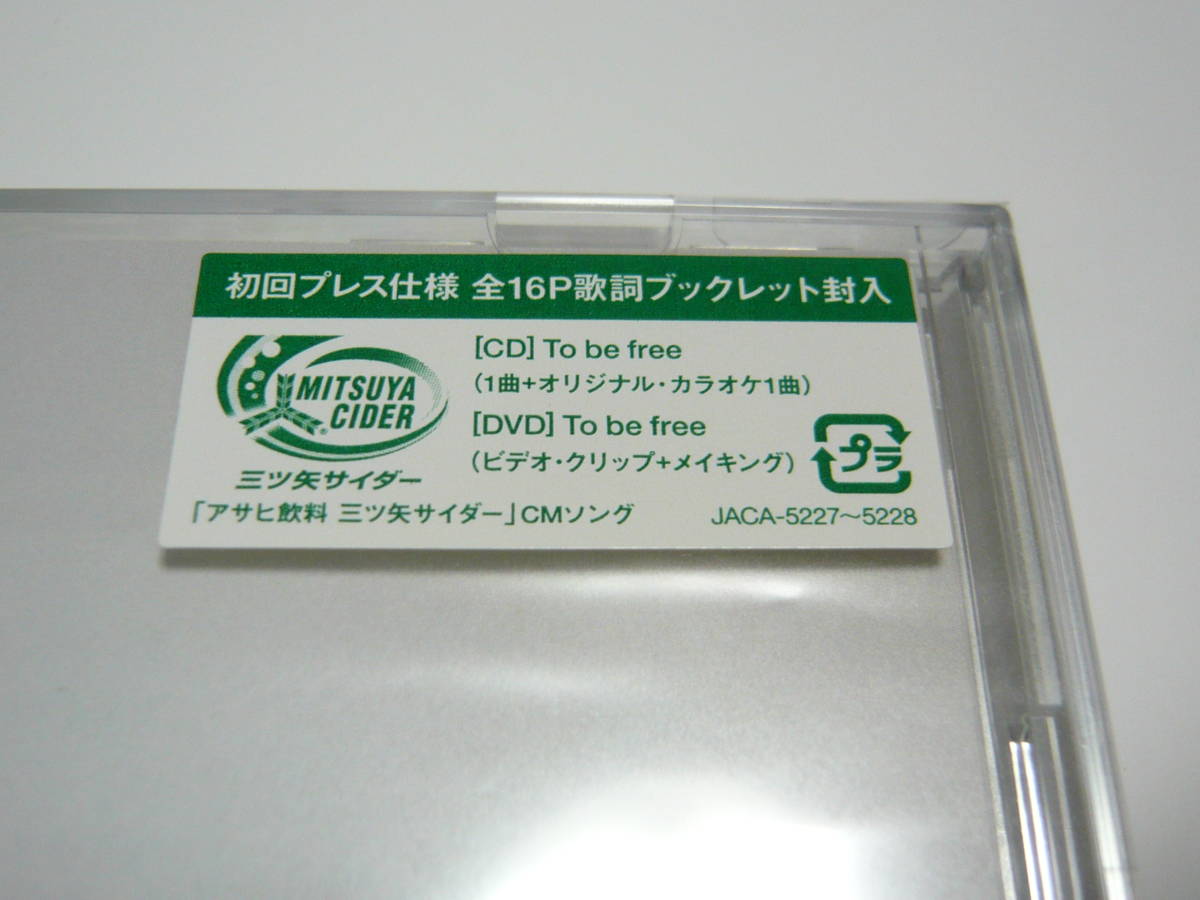 初回プレス仕様 全16P歌詞ブックレット封入
MITSUYA
CIDER
三ツ矢サイダー
[CD] To be free
(1曲+オリジナル・カラオケ1曲)
[DVD] To be free
(ビデオ・クリップ+メイキング)
プラ
「アサヒ飲料 三ツ矢サイダー」CMソング
JACA-5227〜5228